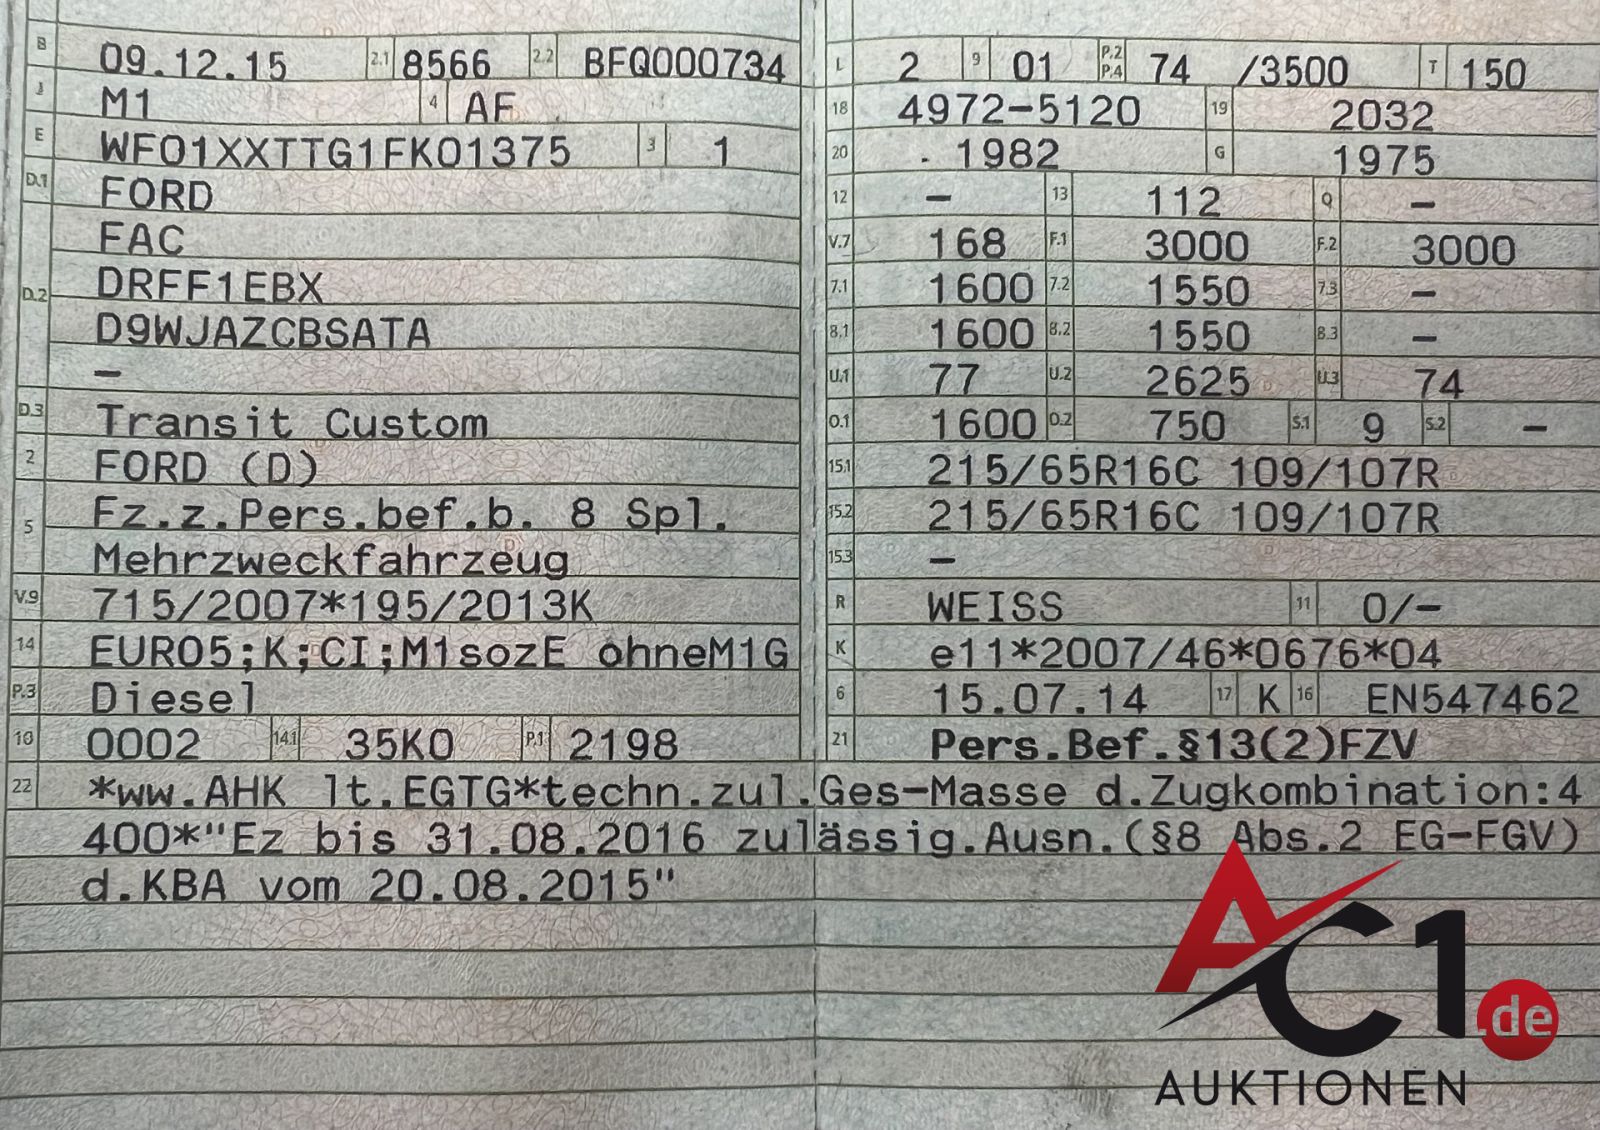 B 09.12.15 2.1 8566 2.2 BFQ000734
J M1 4 AF
E WF01XXTTG1FK01375 3 1
D.1 FORD
FAC
D.2 DRFF1EBX
D9WJAZCBSATA
–
D.3 Transit Custom
2 FORD (D)
5 Fz.z.Pers.bef.b. 8 Spl.
Mehrzweckfahrzeug
V.9 715/2007*195/2013K
14 EURO5;K;CI;M1sozE ohneM1G
P.3 Diesel
10 0002 14.1 35K0 P.1 2198
L 2 9 01 P.2 P.4 74 /3500 T 150
18 4972-5120 19 2032
20 1982 G 1975
12 – 13 112 Q –
V.7 168 F.1 3000 F.2 3000
7.1 1600 7.2 1550 7.3 –
8.1 1600 8.2 1550 8.3 –
U.1 77 U.2 2625 U.3 74
O.1 1600 O.2 750 S.1 9 S.2 –
15.1 215/65R16C 109/107R
15.2 215/65R16C 109/107R
15.3 –
R WEISS 11 0/–
K e11*2007/46*0676*04
6 15.07.14 17 K 16 EN547462
21 Pers.Bef.§13(2)FZV
22 *ww.AHK lt.EGTG*techn.zul.Ges-Masse d.Zugkombination:4
400*"Ez bis 31.08.2016 zulässig.Ausn.(§8 Abs.2 EG-FGV)
d.KBA vom 20.08.2015"
AC1.de
AUKTIONEN